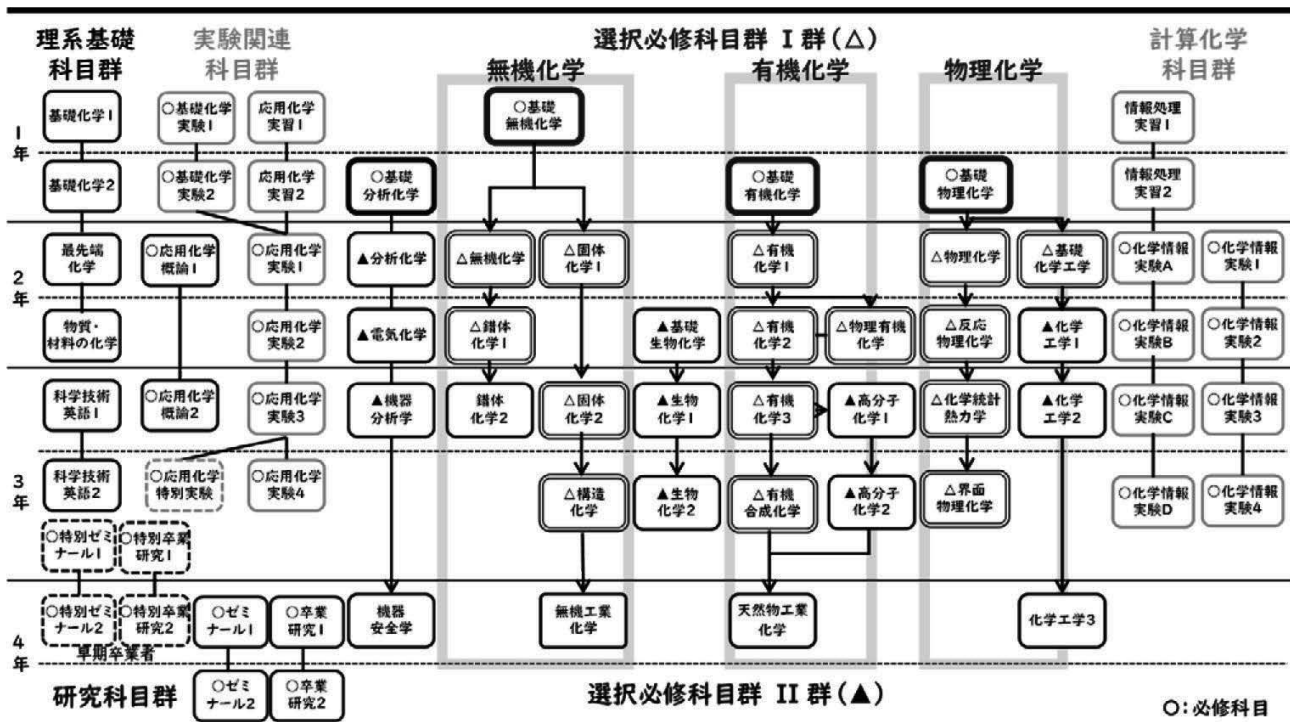 理系基礎
科目群
実験関連
科目群
選択必修科目群 Ⅰ群(△)
無機化学
有機化学
物理化学
計算化学
科目群
1
年
基礎化学1
○基礎化学
実験1
応用化学
実習1
○基礎
無機化学
情報処理
実習1
基礎化学2
○基礎化学
実験2
応用化学
実習2
○基礎
分析化学
○基礎
有機化学
○基礎
物理化学
情報処理
実習2
2
年
最先端
化学
○応用化学
概論1
○応用化学
実験1
▲分析化学
△無機化学
△固体
化学1
△有機
化学1
△物理化学
△基礎
化学工学
○化学情報
実験A
○化学情報
実験1
物質・
材料の化学
○応用化学
実験2
▲電気化学
△錯体
化学1
▲基礎
生物化学
△有機
化学2
△物理有機
化学
△反応
物理化学
▲化学
工学1
○化学情報
実験B
○化学情報
実験2
3
年
科学技術
英語1
○応用化学
概論2
○応用化学
実験3
▲機器
分析学
錯体
化学2
△固体
化学2
▲生物
化学1
△有機
化学3
▲高分子
化学1
△化学統計
熱力学
▲化学
工学2
○化学情報
実験C
○化学情報
実験3
科学技術
英語2
○応用化学
特別実験
○応用化学
実験4
△構造
化学
▲生物
化学2
△有機
合成化学
▲高分子
化学2
△界面
物理化学
○化学情報
実験D
○化学情報
実験4
○特別ゼミ
ナール1
○特別卒業
研究1
4
年
○特別ゼミ
ナール2
○特別卒業
研究2
早期卒業者
○ゼミ
ナール1
○卒業
研究1
機器
安全学
無機工業
化学
天然物工業
化学
化学工学3
研究科目群
○ゼミ
ナール2
○卒業
研究2
選択必修科目群 Ⅱ群(▲)
○:必修科目